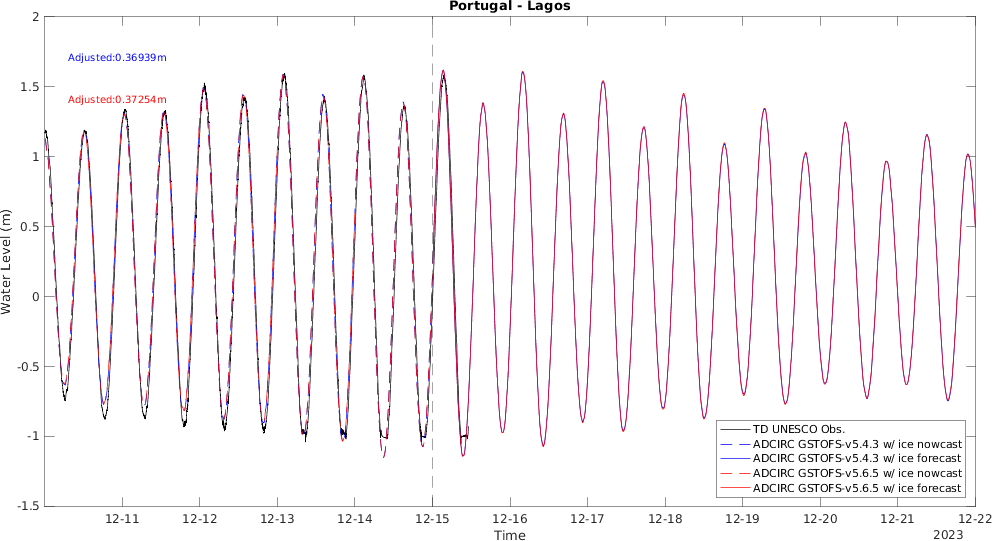 Portugal - Lagos
2
1.5
1
0.5
0
-0.5
-1
-1.5
Water Level (m)
Adjusted:0.36939m
Adjusted:0.37254m
TD UNESCO Obs.
ADCIRC GSTOFS-v5.4.3 w/ ice nowcast
ADCIRC GSTOFS-v5.4.3 w/ ice forecast
ADCIRC GSTOFS-v5.6.5 w/ ice nowcast
ADCIRC GSTOFS-v5.6.5 w/ ice forecast
12-11 12-12 12-13 12-14 12-15 12-16 12-17 12-18 12-19 12-20 12-21 12-22
Time
2023